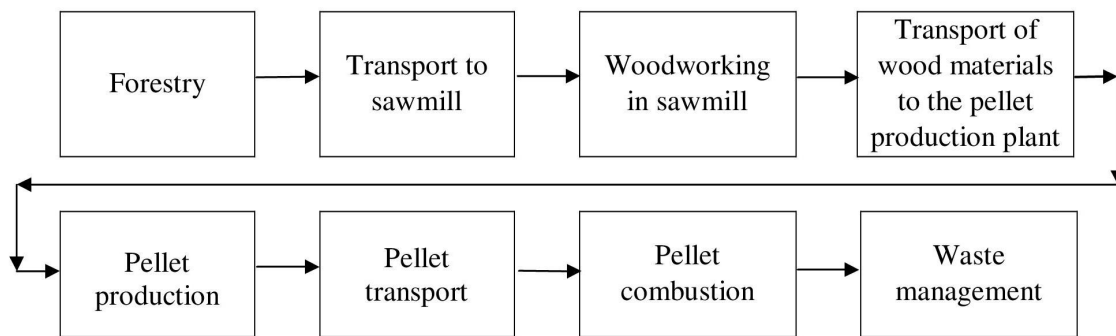 Forestry
Transport to
sawmill
Woodworking
in sawmill
Transport of
wood materials
to the pellet
production plant
Pellet
production
Pellet
transport
Pellet
combustion
Waste
management